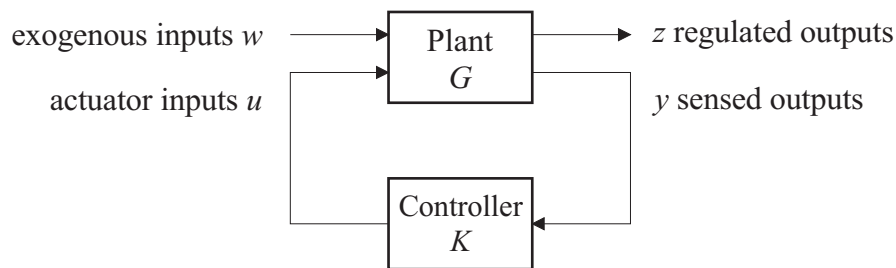 exogenous inputs w
Plant
G
z regulated outputs
actuator inputs u
y sensed outputs
Controller
K